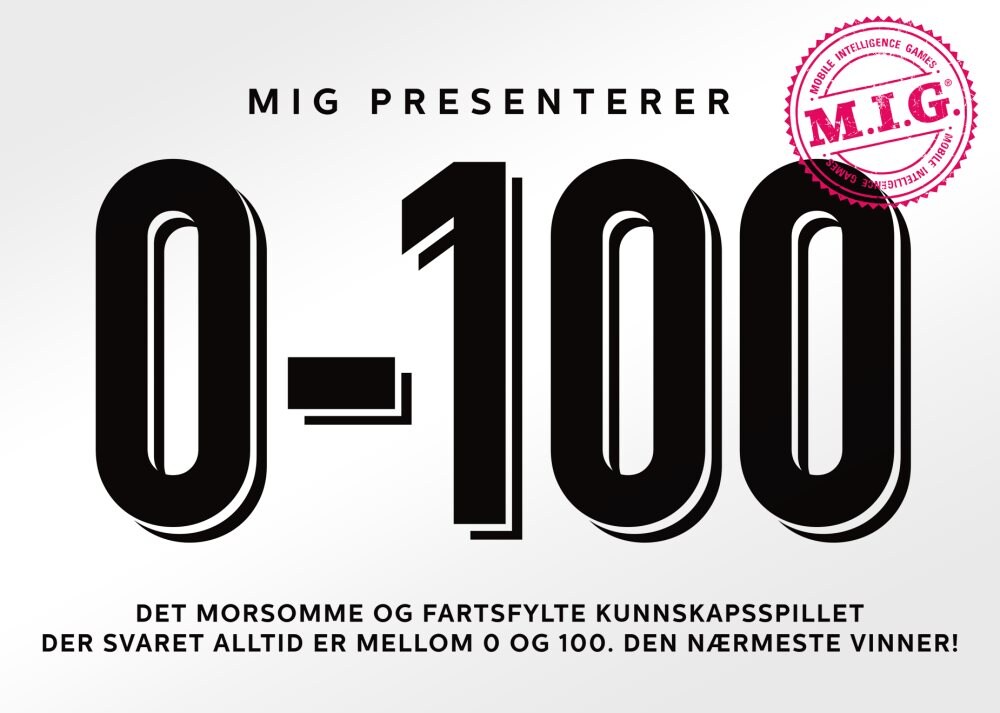 MIG PRESENTERER
MOBILE INTELLIGENCE GAMES
M.I.G.®
MOBILE INTELLIGENCE GAMES
0-100
DET MORSOMME OG FARTSFYLTE KUNNSKAPSSPILLET
DER SVARET ALLTID ER MELLOM 0 OG 100. DEN NÆRMESTE VINNER!